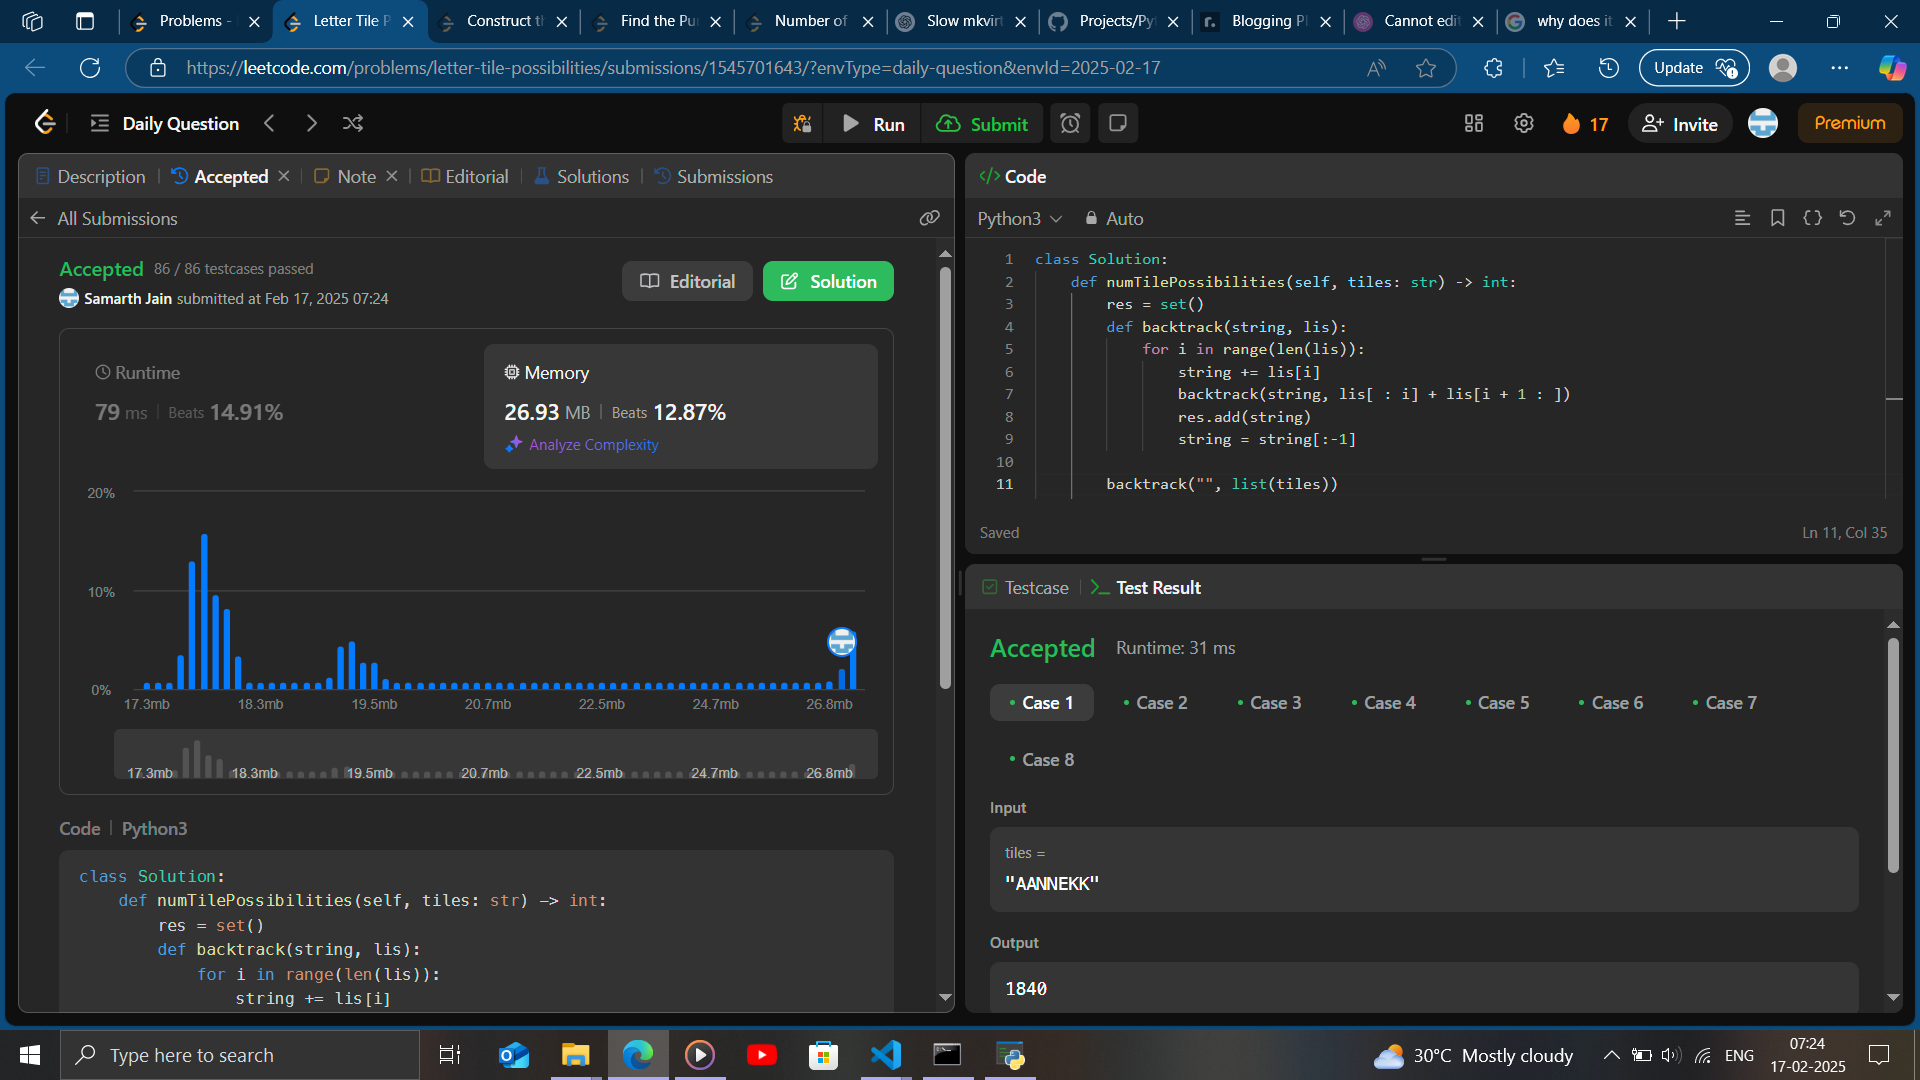 Problems -
Letter Tile P
Construct t
Find the Pu
Number of
Slow mkvirt
Projects/Py
Blogging Pl
Cannot edit
why does it
https://leetcode.com/problems/letter-tile-possibilities/submissions/1545701643/?envType=daily-question&envId=2025-02-17
Update
Daily Question
Run
Submit
17
Invite
Premium
Description
Accepted
Note
Editorial
Solutions
Submissions
All Submissions
Accepted 86 / 86 testcases passed
Samarth Jain submitted at Feb 17, 2025 07:24
Editorial
Solution
Runtime
79 ms | Beats 14.91%
Memory
26.93 MB | Beats 12.87%
Analyze Complexity
20%
10%
0%
17.3mb 18.3mb 19.5mb 20.7mb 22.5mb 24.7mb 26.8mb
17.3mb 18.3mb 19.5mb 20.7mb 22.5mb 24.7mb 26.8mb
Code | Python3
class Solution:
    def numTilePossibilities(self, tiles: str) -> int:
        res = set()
        def backtrack(string, lis):
            for i in range(len(lis)):
                string += lis[i]
</> Code
Python3
Auto
1 class Solution:
2     def numTilePossibilities(self, tiles: str) -> int:
3         res = set()
4         def backtrack(string, lis):
5             for i in range(len(lis)):
6                 string += lis[i]
7                 backtrack(string, lis[ : i] + lis[i + 1 : ])
8                 res.add(string)
9                 string = string[:-1]
10
11         backtrack("", list(tiles))
Saved
Ln 11, Col 35
Testcase
Test Result
Accepted Runtime: 31 ms
Case 1 Case 2 Case 3 Case 4 Case 5 Case 6 Case 7
Case 8
Input
tiles =
"AANNEKK"
Output
1840
Type here to search
30°C Mostly cloudy
ENG
07:24
17-02-2025